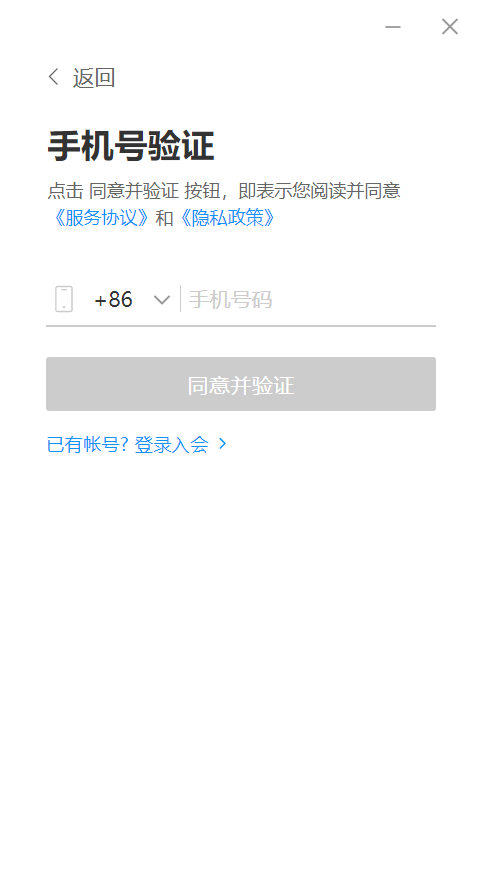 返回
手机号验证
点击 同意并验证 按钮，即表示您阅读并同意
《服务协议》和《隐私政策》
+86 手机号码
同意并验证
已有帐号? 登录入会